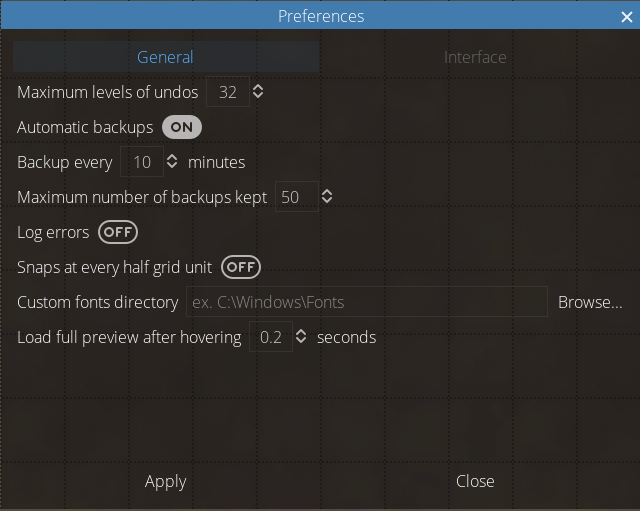 Preferences
General Interface
Maximum levels of undos 32
Automatic backups ON
Backup every 10 minutes
Maximum number of backups kept 50
Log errors OFF
Snaps at every half grid unit OFF
Custom fonts directory ex. C:\Windows\Fonts Browse...
Load full preview after hovering 0.2 seconds
Apply Close